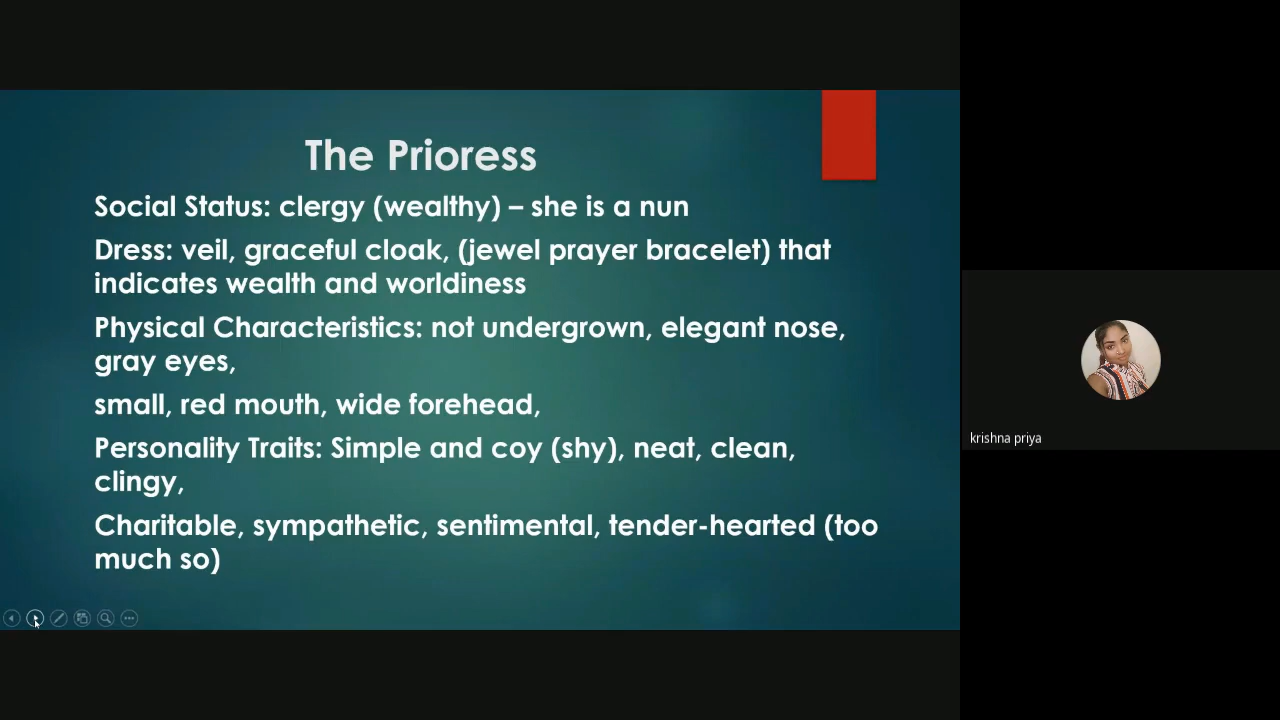 The Prioress
Social Status: clergy (wealthy) – she is a nun
Dress: veil, graceful cloak, (jewel prayer bracelet) that
indicates wealth and worldiness
Physical Characteristics: not undergrown, elegant nose,
gray eyes,
small, red mouth, wide forehead,
Personality Traits: Simple and coy (shy), neat, clean,
clingy,
Charitable, sympathetic, sentimental, tender-hearted (too
much so)
krishna priya